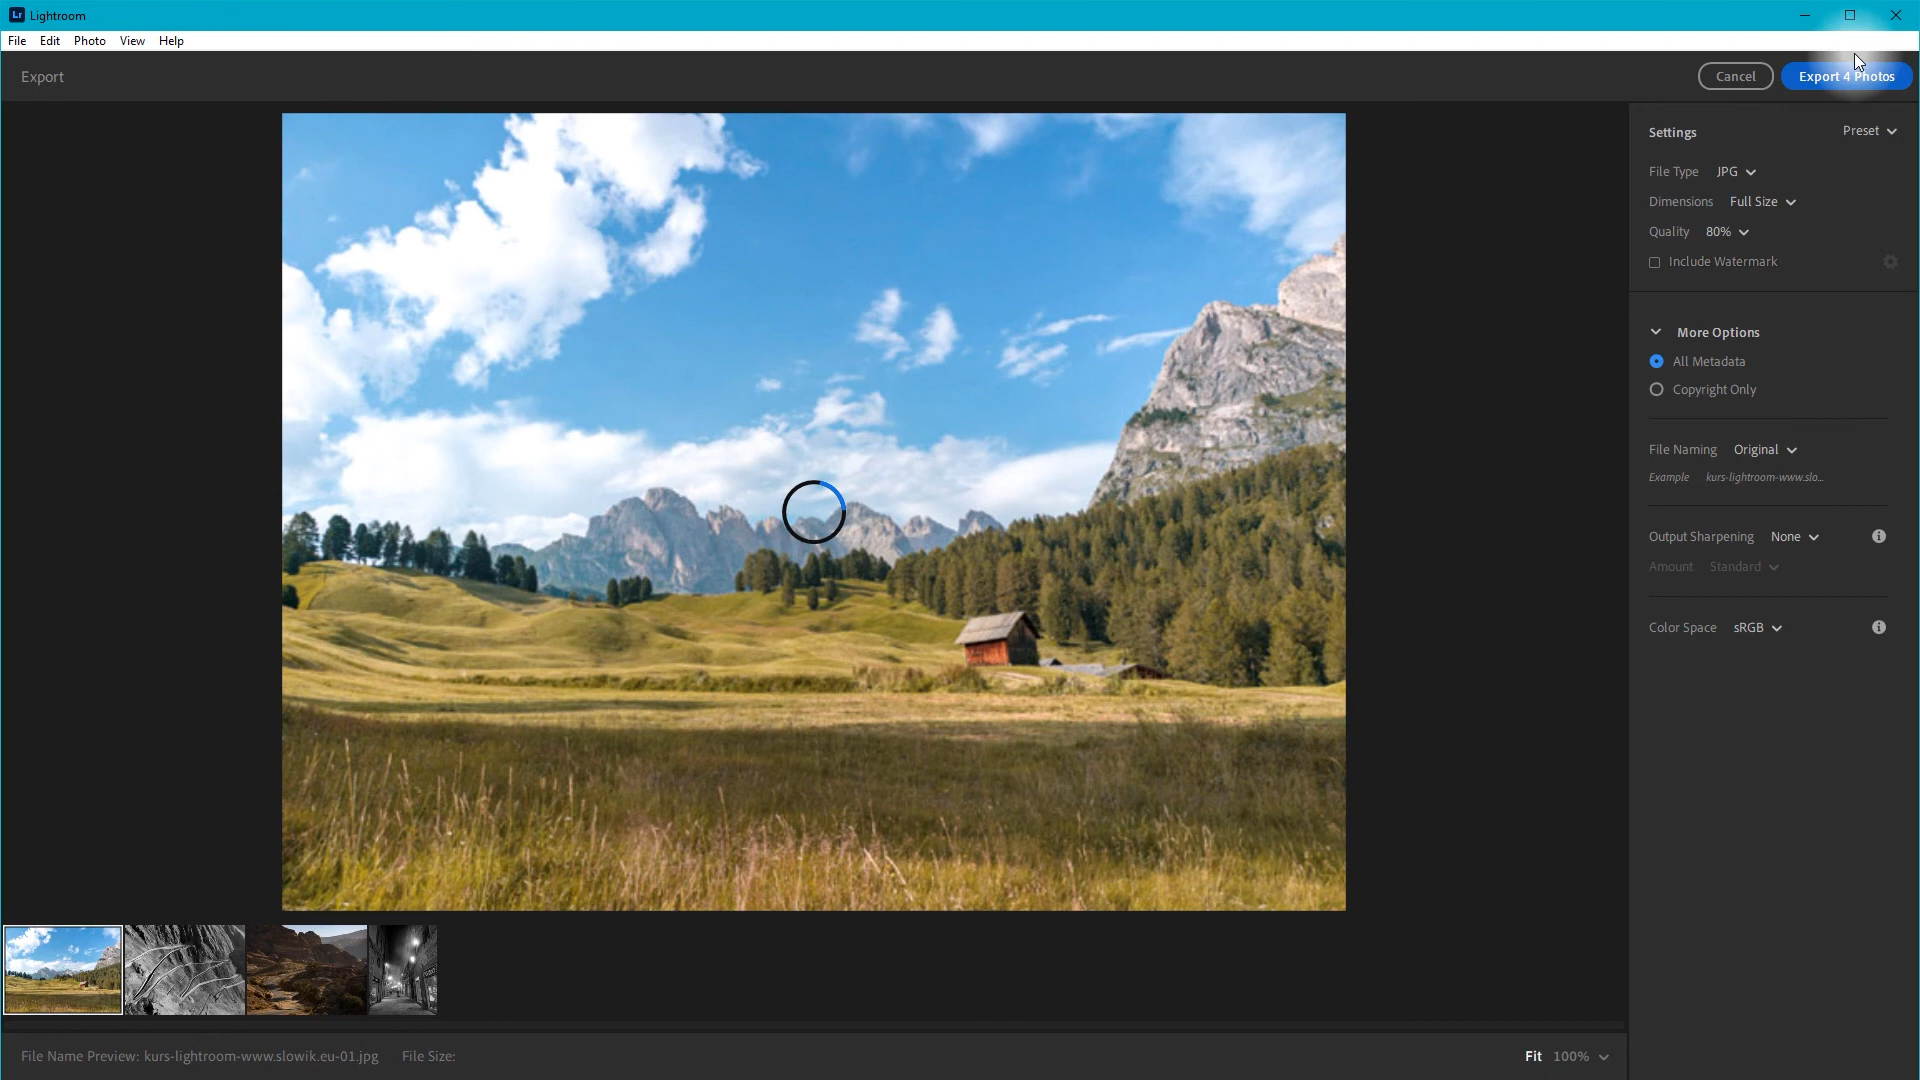 Lr Lightroom
File Edit Photo View Help
Export
Cancel
Export 4 Photos
Settings
Preset
File Type JPG
Dimensions Full Size
Quality 80%
Include Watermark
More Options
All Metadata
Copyright Only
File Naming Original
Example kurs-lightroom-www.slo...
Output Sharpening None
Amount Standard
Color Space sRGB
File Name Preview: kurs-lightroom-www.slowik.eu-01.jpg File Size:
Fit 100%